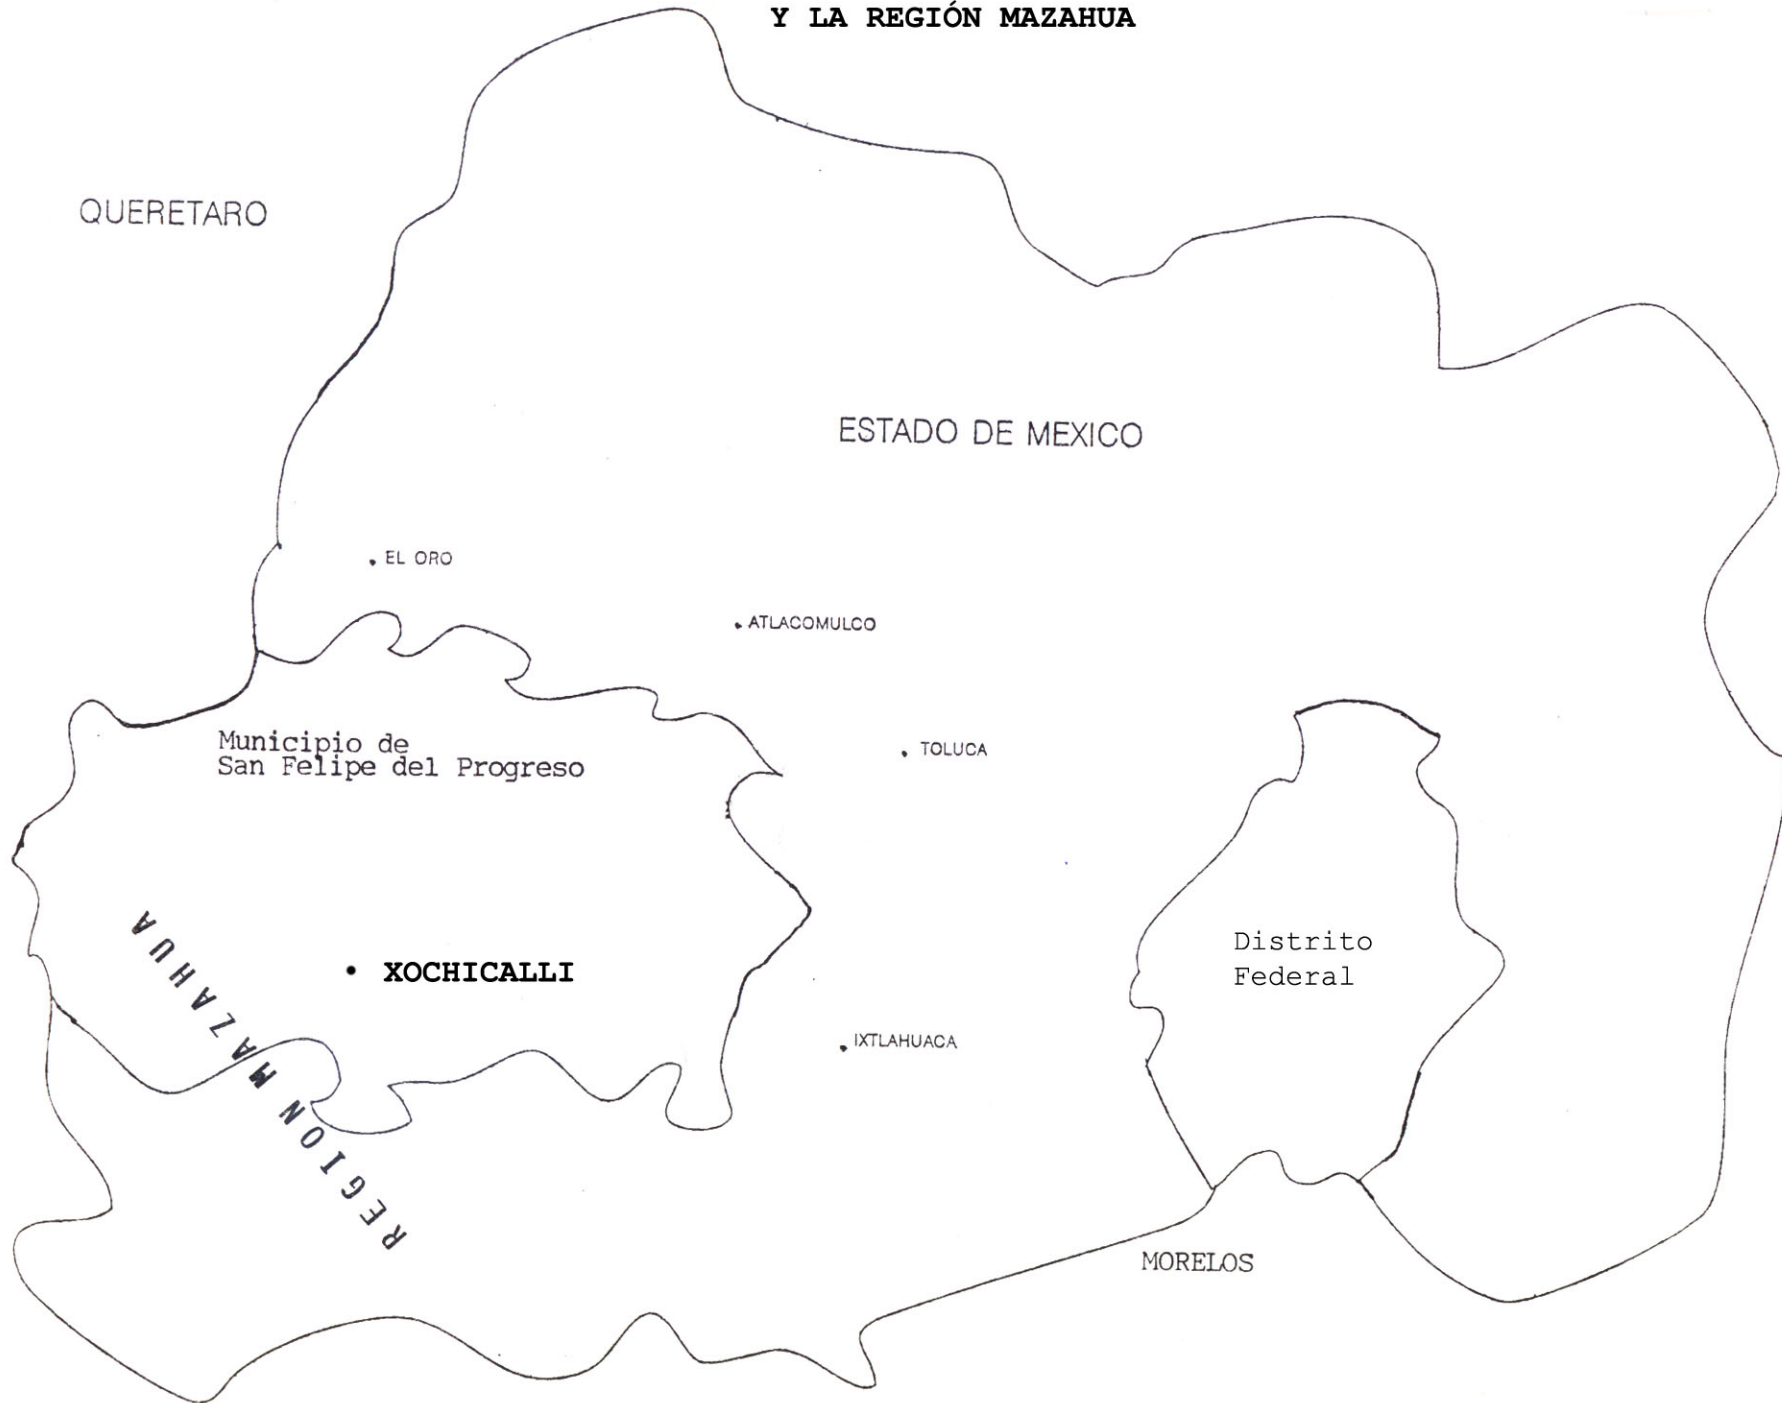 Y LA REGIÓN MAZAHUA
QUERETARO
ESTADO DE MEXICO
EL ORO
ATLACOMULCO
Municipio de
San Felipe del Progreso
TOLUCA
Distrito
Federal
XOCHICALLI
IXTLAHUACA
REGION MAZAHUA
MORELOS